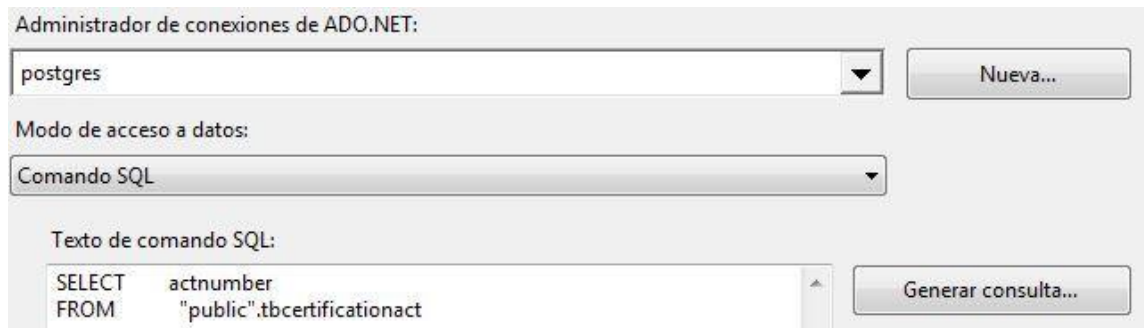 Administrador de conexiones de ADO.NET:
postgres
Nueva...
Modo de acceso a datos:
Comando SQL
Texto de comando SQL:
SELECT actnumber
FROM "public".tbcertificationact
Generar consulta...